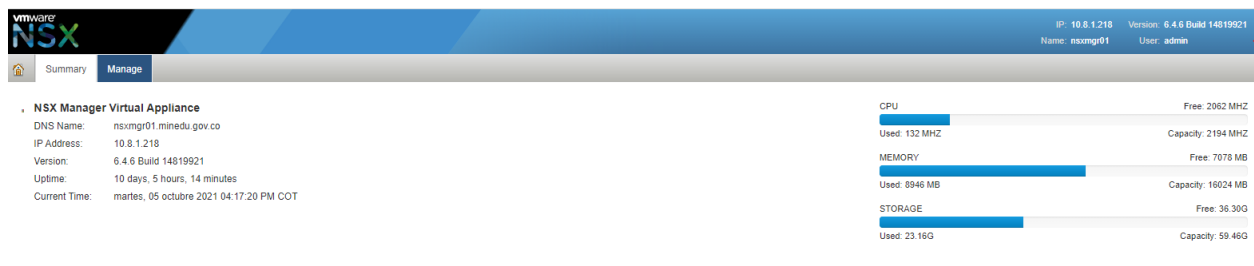 vmware
NSX
IP: 10.8.1.218 Version: 6.4.6 Build 14819921
Name: nsxmgr01 User: admin
Summary Manage
NSX Manager Virtual Appliance
DNS Name: nsxmgr01.minedu.gov.co
IP Address: 10.8.1.218
Version: 6.4.6 Build 14819921
Uptime: 10 days, 5 hours, 14 minutes
Current Time: martes, 05 octubre 2021 04:17:20 PM COT
CPU Free: 2062 MHZ
Used: 132 MHZ Capacity: 2194 MHZ
MEMORY Free: 7078 MB
Used: 8946 MB Capacity: 16024 MB
STORAGE Free: 36.30G
Used: 23.16G Capacity: 59.46G